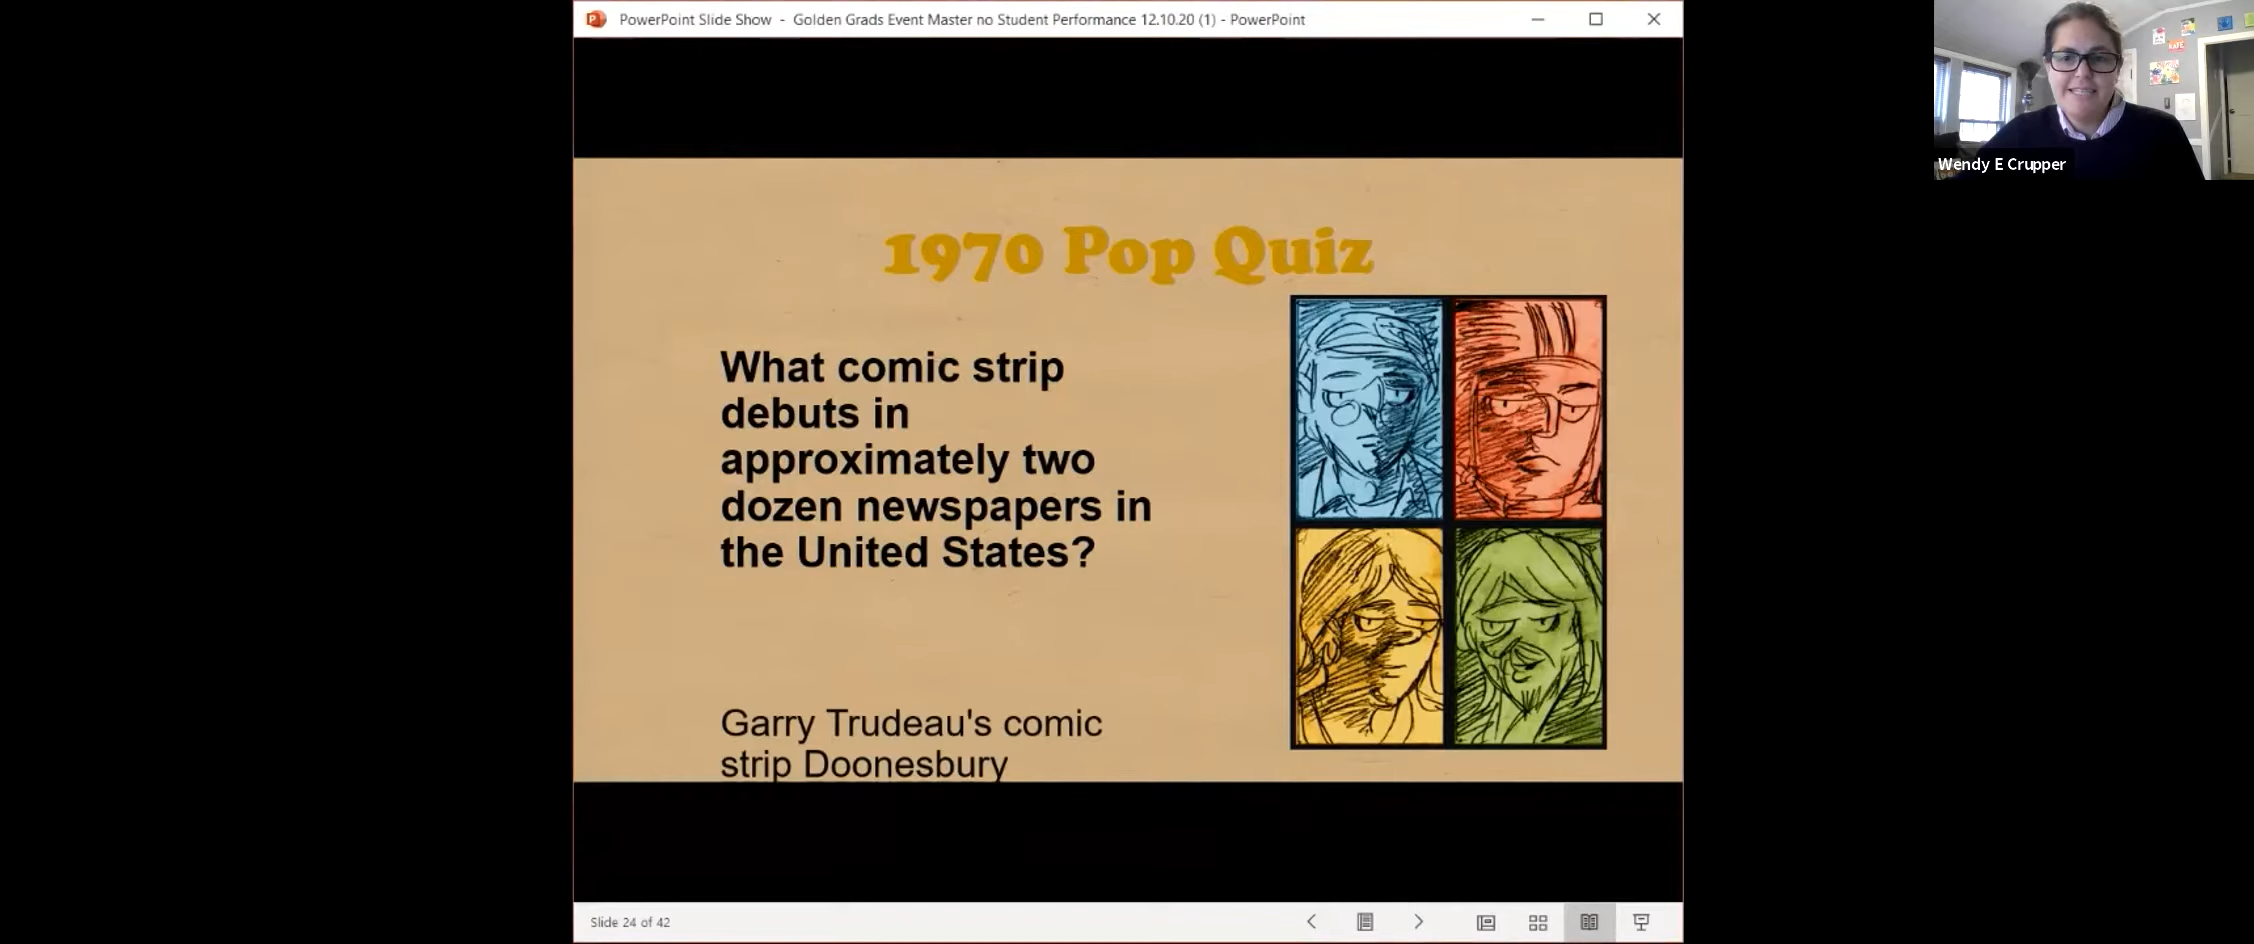 PowerPoint Slide Show - Golden Grads Event Master no Student Performance 12.10.20 (1) - PowerPoint
Wendy E Crupper
1970 Pop Quiz
What comic strip
debuts in
approximately two
dozen newspapers in
the United States?
Garry Trudeau's comic
strip Doonesbury
Slide 24 of 42